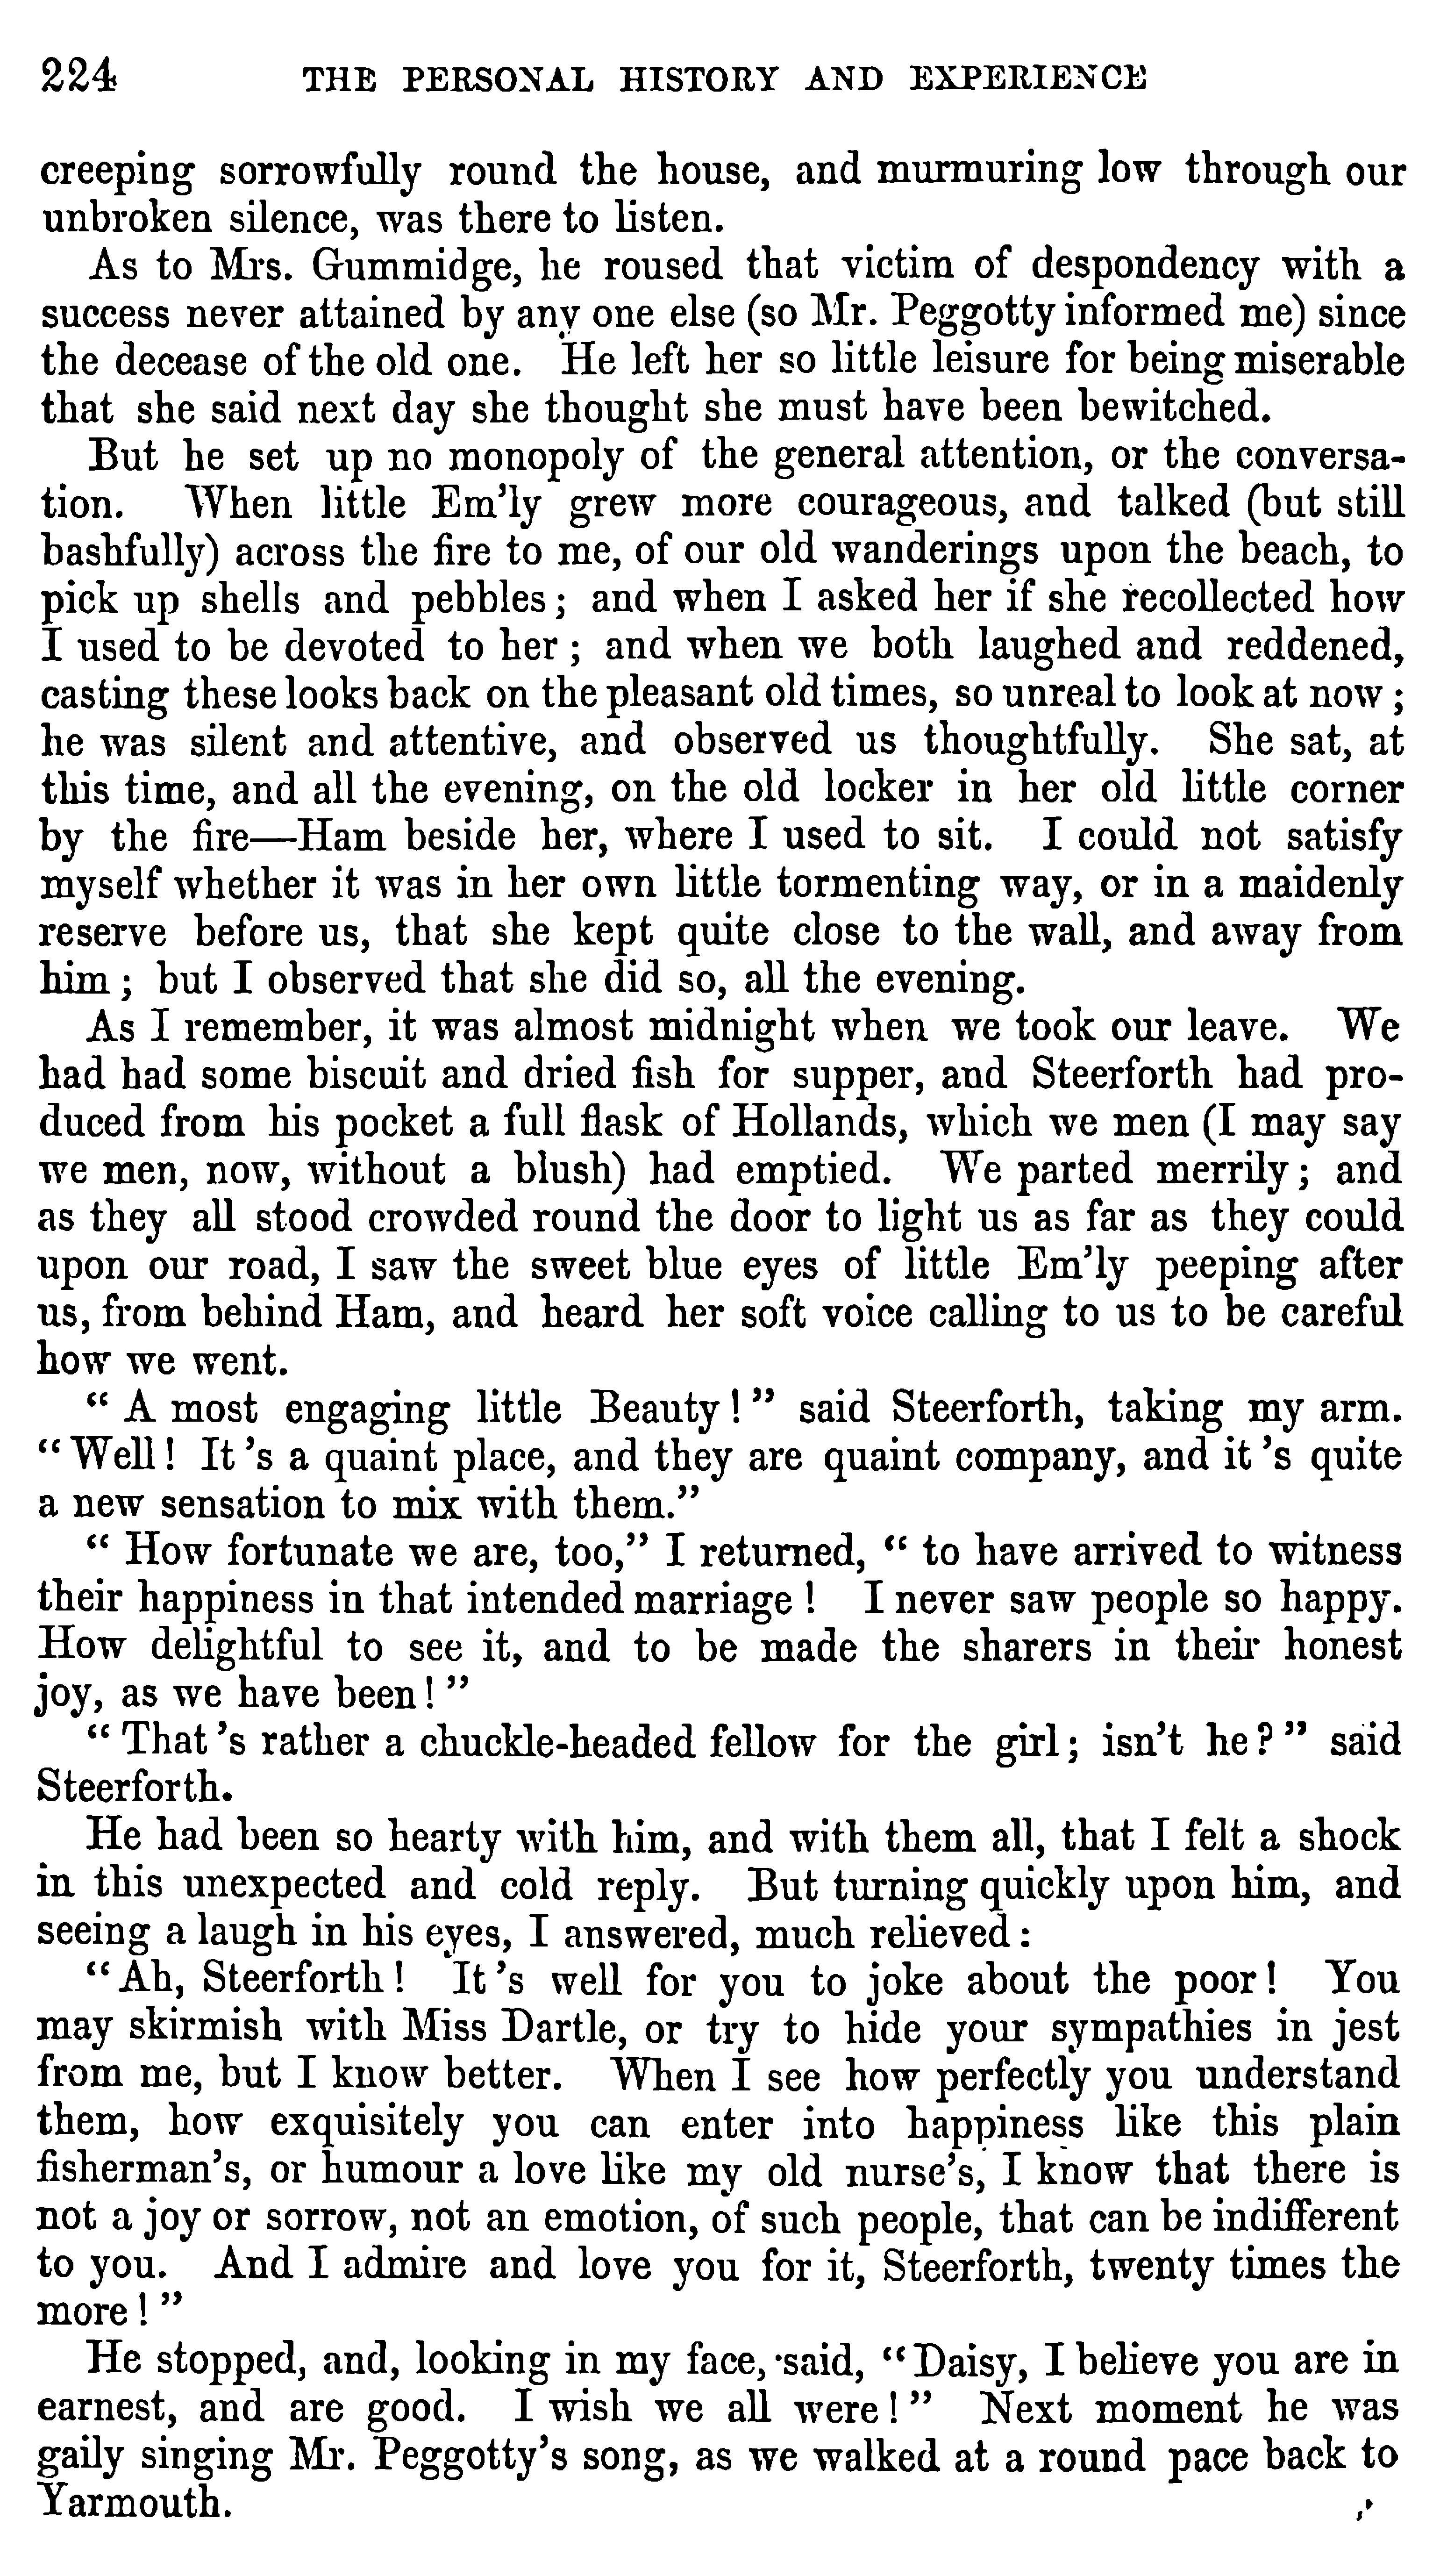 224 THE PERSONAL HISTORY AND EXPERIENCE
creeping sorrowfully round the house, and murmuring low through our
unbroken silence, was there to listen.
As to Mrs. Gummidge, he roused that victim of despondency with a
success never attained by any one else (so Mr. Peggotty informed me) since
the decease of the old one. He left her so little leisure for being miserable
that she said next day she thought she must have been bewitched.
But he set up no monopoly of the general attention, or the conversa-
tion. When little Em'ly grew more courageous, and talked (but still
bashfully) across the fire to me, of our old wanderings upon the beach, to
pick up shells and pebbles; and when I asked her if she recollected how
I used to be devoted to her; and when we both laughed and reddened,
casting these looks back on the pleasant old times, so unreal to look at now;
he was silent and attentive, and observed us thoughtfully. She sat, at
this time, and all the evening, on the old locker in her old little corner
by the fire—Ham beside her, where I used to sit. I could not satisfy
myself whether it was in her own little tormenting way, or in a maidenly
reserve before us, that she kept quite close to the wall, and away from
him; but I observed that she did so, all the evening.
As I remember, it was almost midnight when we took our leave. We
had had some biscuit and dried fish for supper, and Steerforth had pro-
duced from his pocket a full flask of Hollands, which we men (I may say
we men, now, without a blush) had emptied. We parted merrily; and
as they all stood crowded round the door to light us as far as they could
upon our road, I saw the sweet blue eyes of little Em'ly peeping after
us, from behind Ham, and heard her soft voice calling to us to be careful
how we went.
"A most engaging little Beauty!" said Steerforth, taking my arm.
"Well! It's a quaint place, and they are quaint company, and it's quite
a new sensation to mix with them."
"How fortunate we are, too," I returned, "to have arrived to witness
their happiness in that intended marriage! I never saw people so happy.
How delightful to see it, and to be made the sharers in their honest
joy, as we have been!"
"That's rather a chuckle-headed fellow for the girl; isn't he?" said
Steerforth.
He had been so hearty with him, and with them all, that I felt a shock
in this unexpected and cold reply. But turning quickly upon him, and
seeing a laugh in his eyes, I answered, much relieved:
"Ah, Steerforth! It's well for you to joke about the poor! You
may skirmish with Miss Dartle, or try to hide your sympathies in jest
from me, but I know better. When I see how perfectly you understand
them, how exquisitely you can enter into happiness like this plain
fisherman's, or humour a love like my old nurse's, I know that there is
not a joy or sorrow, not an emotion, of such people, that can be indifferent
to you. And I admire and love you for it, Steerforth, twenty times the
more!"
He stopped, and, looking in my face, said, "Daisy, I believe you are in
earnest, and are good. I wish we all were!" Next moment he was
gaily singing Mr. Peggotty's song, as we walked at a round pace back to
Yarmouth.